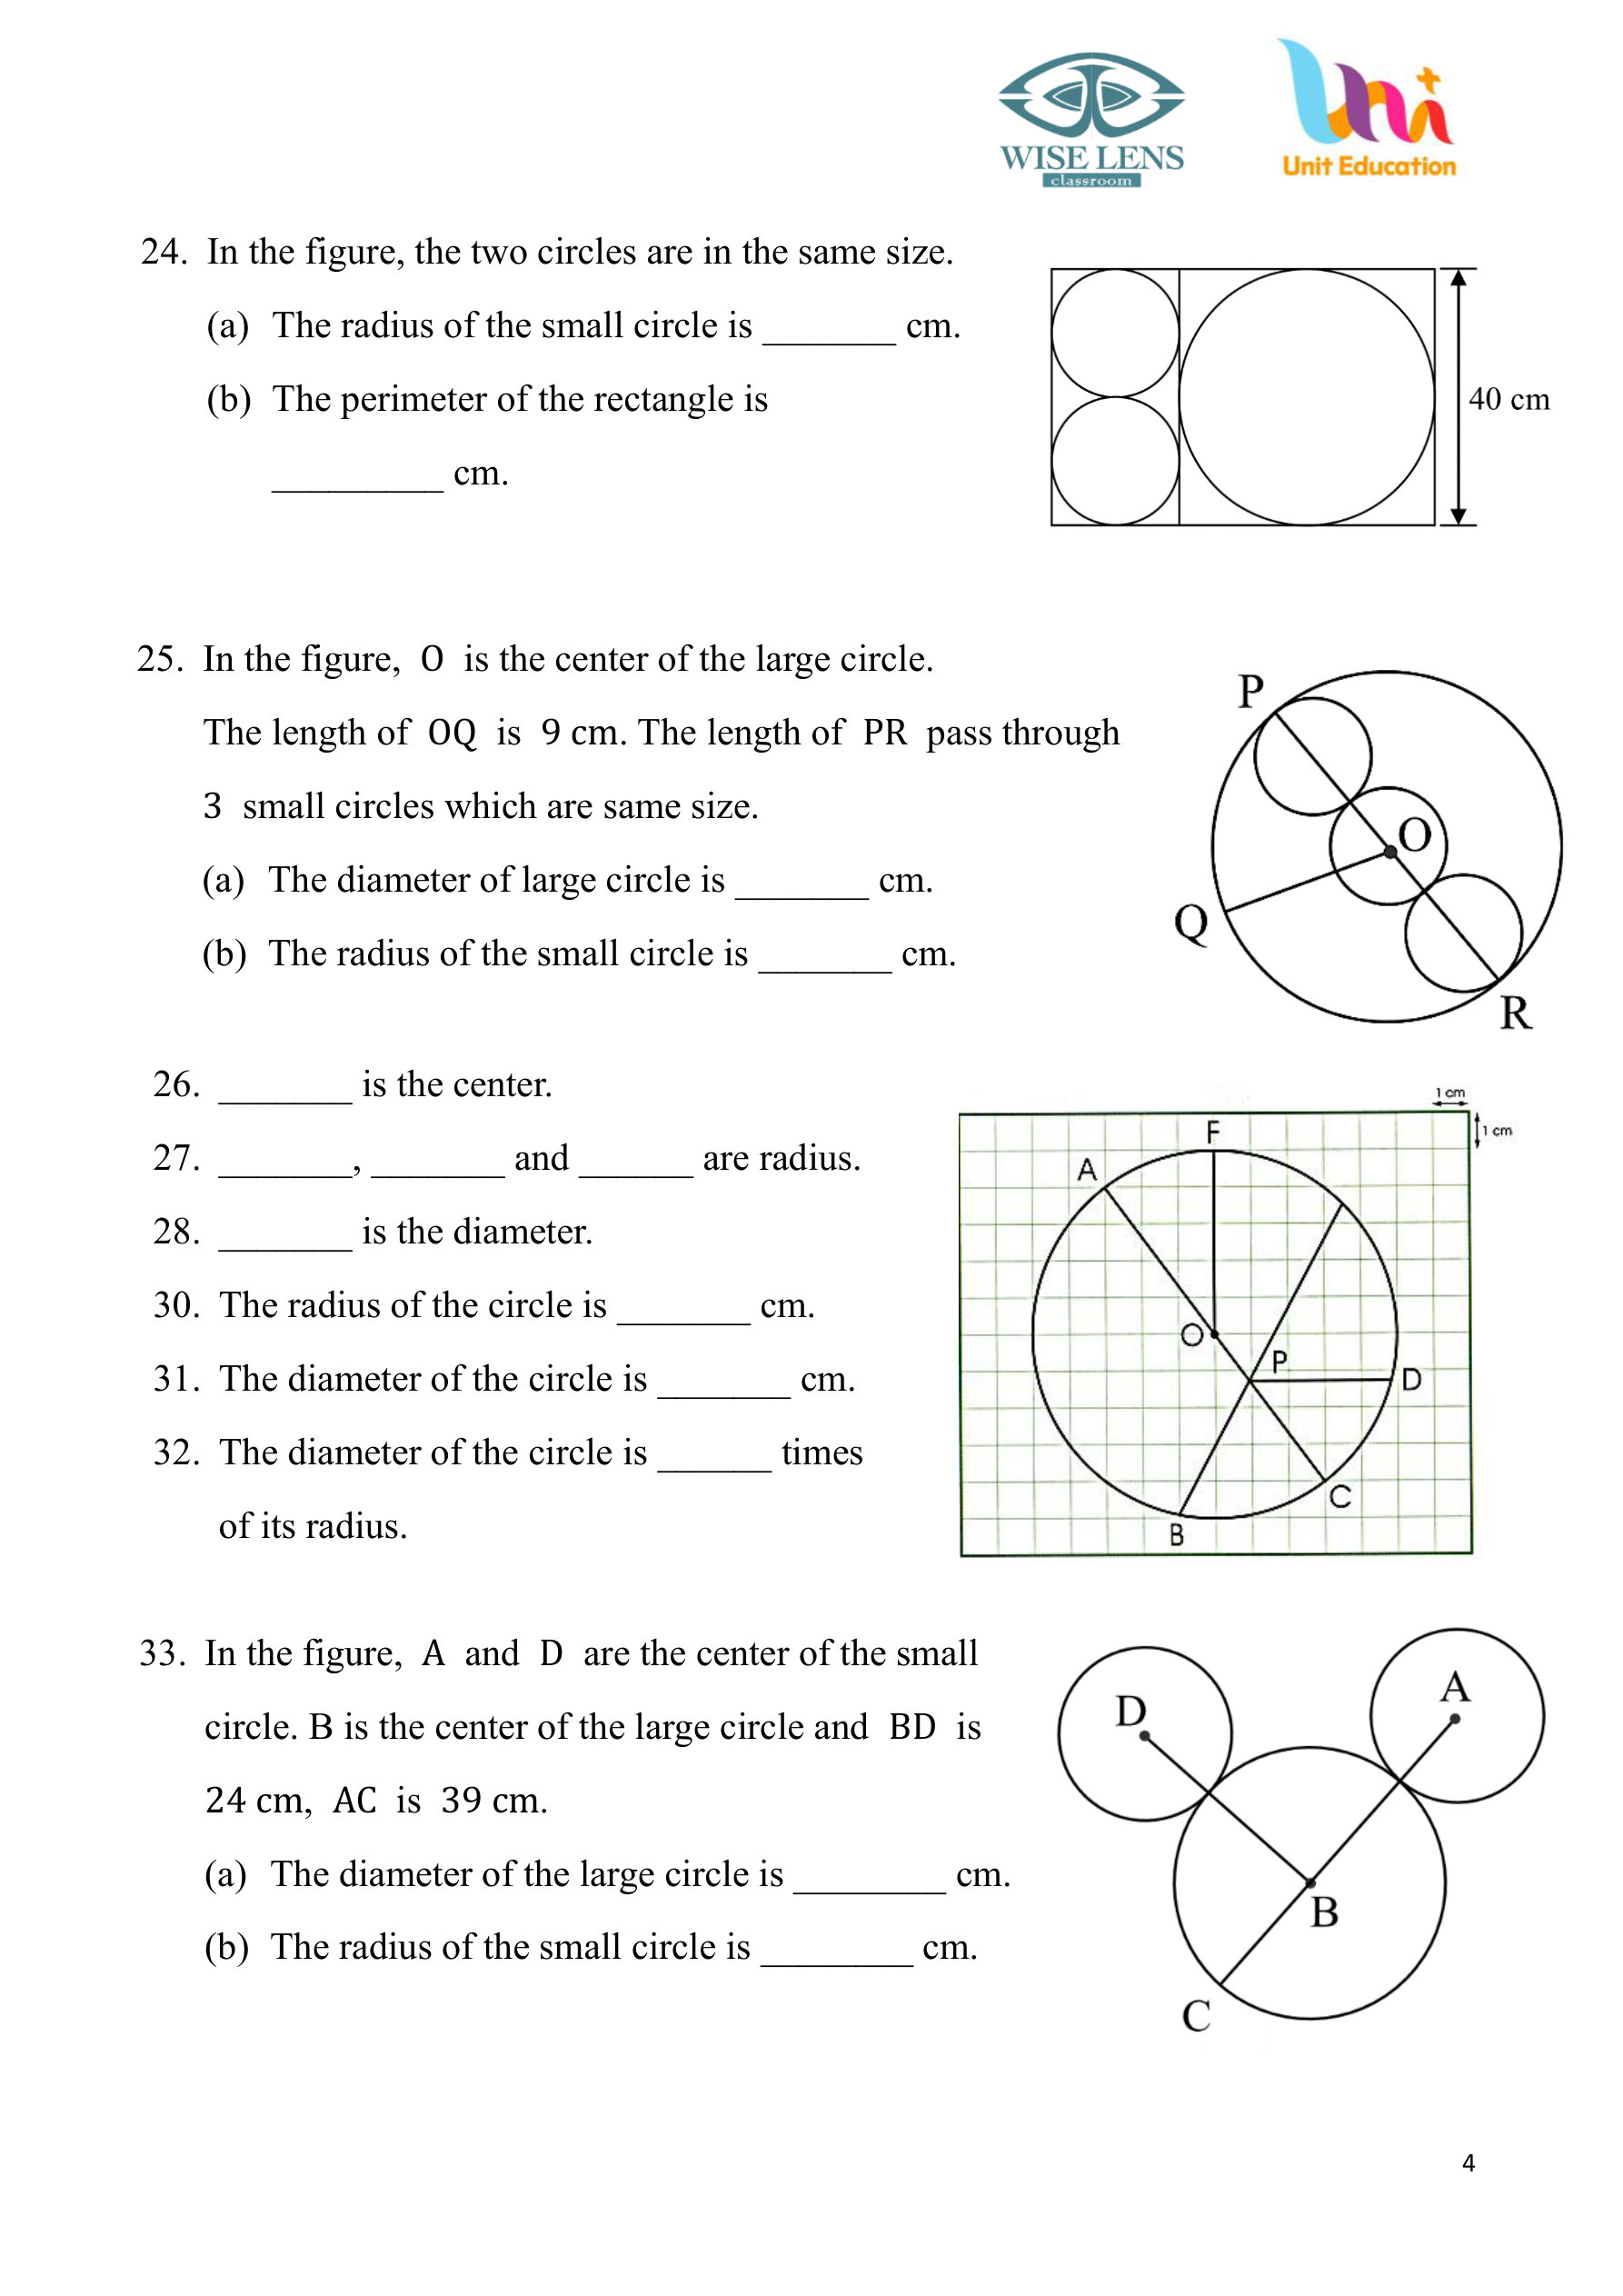 WISE LENS
classroom
Uni+
Unit Education
24. In the figure, the two circles are in the same size.
(a) The radius of the small circle is _______ cm.
(b) The perimeter of the rectangle is
_________ cm.
40 cm
25. In the figure, O is the center of the large circle.
The length of OQ is 9 cm. The length of PR pass through
3 small circles which are same size.
(a) The diameter of large circle is _______ cm.
(b) The radius of the small circle is _______ cm.
P
O
Q
R
26. _______ is the center.
27. _______, _______ and ______ are radius.
28. _______ is the diameter.
30. The radius of the circle is _______ cm.
31. The diameter of the circle is _______ cm.
32. The diameter of the circle is ______ times
of its radius.
1 cm
1 cm
F
A
O
P
D
C
B
33. In the figure, A and D are the center of the small
circle. B is the center of the large circle and BD is
24 cm, AC is 39 cm.
(a) The diameter of the large circle is ________ cm.
(b) The radius of the small circle is ________ cm.
D
A
B
C
4